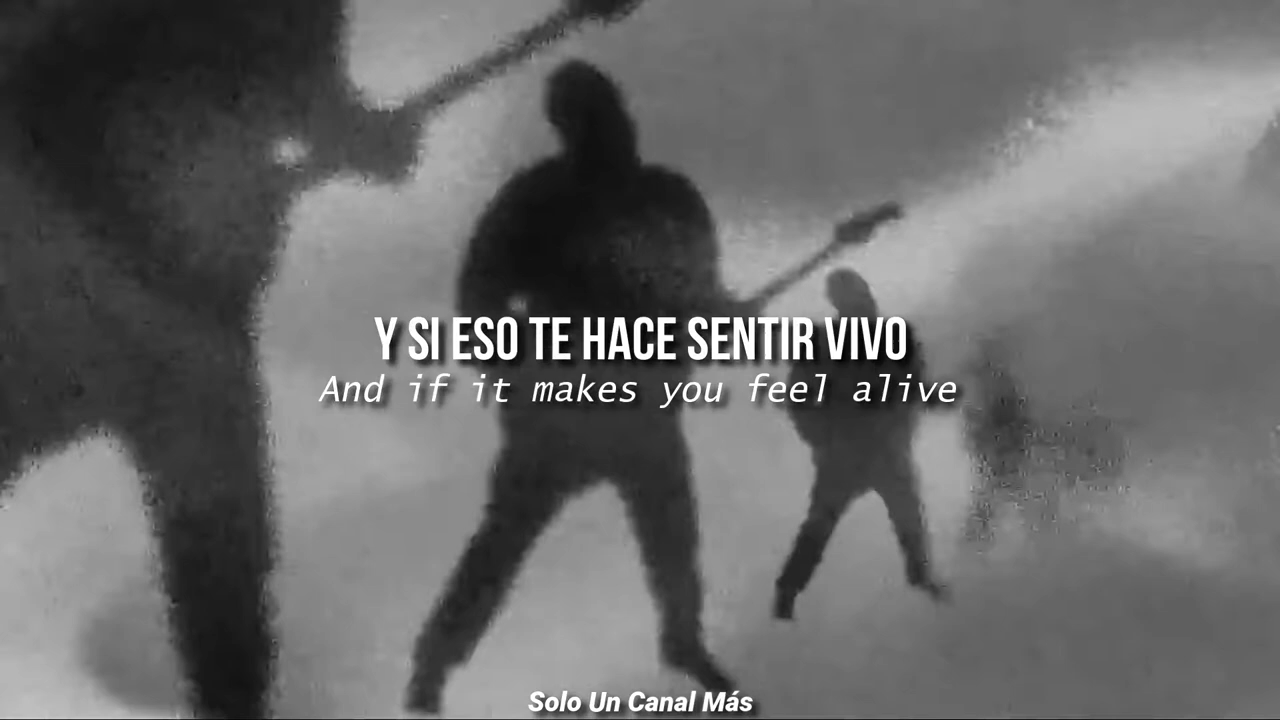 Y SI ESO TE HACE SENTIR VIVO
And if it makes you feel alive
Solo Un Canal Más